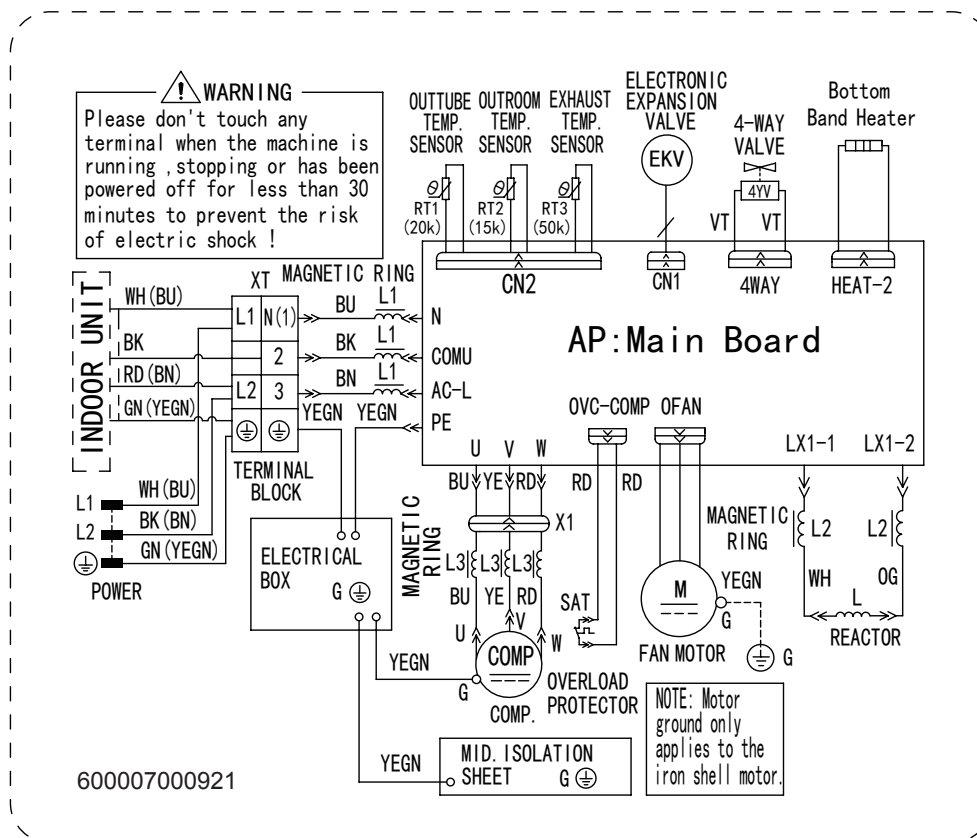 WARNING
Please don't touch any
terminal when the machine is
running ,stopping or has been
powered off for less than 30
minutes to prevent the risk
of electric shock !
OUTTUBE
TEMP.
SENSOR
OUTROOM
TEMP.
SENSOR
EXHAUST
TEMP.
SENSOR
ELECTRONIC
EXPANSION
VALVE
4-WAY
VALVE
Bottom
Band Heater
EKV
4YV
θ
θ
θ
RT1
(20k)
RT2
(15k)
RT3
(50k)
VT
VT
CN2
CN1
4WAY
HEAT-2
AP:Main Board
INDOOR UNIT
WH(BU)
BK
RD(BN)
GN(YEGN)
XT
L1
N(1)
2
L2
3
TERMINAL
BLOCK
MAGNETIC RING
BU
L1
N
BK
L1
COMU
BN
L1
AC-L
YEGN
YEGN
PE
L1
L2
POWER
WH(BU)
BK(BN)
GN(YEGN)
ELECTRICAL
BOX
G
U
V
W
BU
YE
RD
X1
MAGNETIC
RING
L3
L3
L3
BU
YE
RD
U
V
W
COMP
G
COMP.
YEGN
OVC-COMP
RD
RD
SAT
OVERLOAD
PROTECTOR
OFAN
M
FAN MOTOR
YEGN
G
G
LX1-1
LX1-2
MAGNETIC
RING
L2
L2
WH
OG
L
REACTOR
NOTE: Motor
ground only
applies to the
iron shell motor.
YEGN
MID. ISOLATION
SHEET
G
600007000921